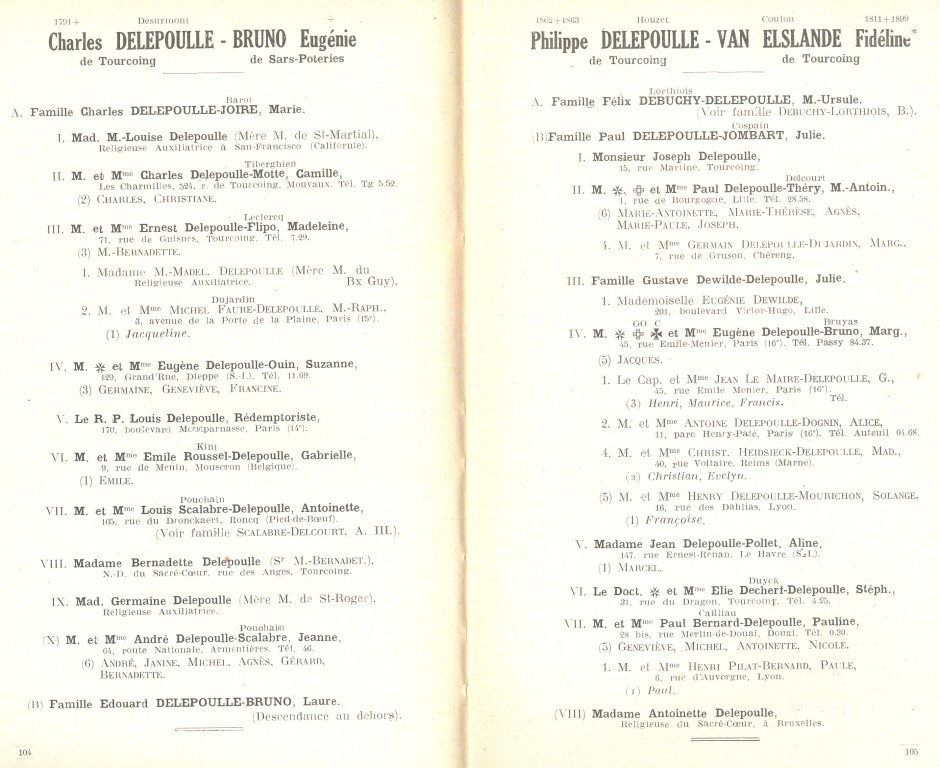 1791+ Desurmont +
Charles DELEPOULLE - BRUNO Eugénie
de Tourcoing de Sars-Poteries
Barot
A. Famille Charles DELEPOULLE-JOIRE, Marie.
I. Mad. M.-Louise Delepoulle (Mère M. de St-Martial),
Religieuse Auxiliatrice à San-Francisco (Californie).
Tiberghien
II. M. et Mme Charles Delepoulle-Motte, Camille,
Les Charmilles, 524, r. de Tourcoing, Mouvaux. Tél. Tg 5.52.
(2) CHARLES, CHRISTIANE.
Leclercq
III. M. et Mme Ernest Delepoulle-Flipo, Madeleine,
71, rue de Guisnes, Tourcoing. Tél. 7.29.
(3) M.-BERNADETTE.
1. Madame M.-MADEL. DELEPOULLE (Mère M. du
Religieuse Auxiliatrice. Bx Guy),
Dujardin
2. M. et Mme MICHEL FAURE-DELEPOULLE, M.-RAPH.,
3, avenue de la Porte de la Plaine, Paris (15e).
(1) Jacqueline.
IV. M. ✻ et Mme Eugène Delepoulle-Ouin, Suzanne,
129, Grand'Rue, Dieppe (S.-I.). Tél. 11.69.
(3) GERMAINE, GENEVIÈVE, FRANCINE.
V. Le R. P. Louis Delepoulle, Rédemptoriste,
170, boulevard Montparnasse, Paris (14e).
Kint
VI. M. et Mme Emile Roussel-Delepoulle, Gabrielle,
9, rue de Menin, Mouscron (Belgique).
(1) EMILE.
Pouchain
VII. M. et Mme Louis Scalabre-Delepoulle, Antoinette,
105, rue du Dronckaert, Roncq (Pied-de-Bœuf).
(Voir famille SCALABRE-DELCOURT, A. III.).
VIII. Madame Bernadette Delepoulle (Sr M.-BERNADET.),
N.-D. du Sacré-Cœur, rue des Anges, Tourcoing.
IX. Mad. Germaine Delepoulle (Mère M. de St-Roger),
Religieuse Auxiliatrice.
Pouchain
(X) M. et Mme André Delepoulle-Scalabre, Jeanne,
64, route Nationale, Armentières. Tél. 46.
(6) ANDRÉ, JANINE, MICHEL, AGNÈS, GÉRARD,
BERNADETTE.
(B) Famille Edouard DELEPOULLE-BRUNO, Laure.
(Descendance au dehors).
104
1802+1863 Houzet Coulon 1811+1899
Philippe DELEPOULLE - VAN ELSLANDE Fidéline*
de Tourcoing de Tourcoing
Lorthiois
A. Famille Félix DEBUCHY-DELEPOULLE, M.-Ursule.
(Voir famille DEBUCHY-LORTHIOIS, B.).
Cospain
(B) Famille Paul DELEPOULLE-JOMBART, Julie.
I. Monsieur Joseph Delepoulle,
15, rue Martine, Tourcoing.
Delcourt
II. M. ✻, ✠ et Mme Paul Delepoulle-Théry, M.-Antoin.,
1, rue de Bourgogne, Lille. Tél. 28.58.
(6) MARIE-ANTOINETTE, MARIE-THÉRÈSE, AGNÈS,
MARIE-PAULE, JOSEPH.
4. M. et Mme GERMAIN DELEPOULLE-DUJARDIN, MARG.,
7, rue de Gruson, Chéreng.
III. Famille Gustave Dewilde-Delepoulle, Julie.
1. Mademoiselle EUGÉNIE DEWILDE,
291, boulevard Victor-Hugo, Lille.
GO C Bruyas
IV. M. ✻ ✠ ✠ et Mme Eugène Delepoulle-Bruno, Marg.,
45, rue Emile-Menier, Paris (16e). Tél. Passy 84.37.
(5) JACQUES.
1. Le Cap. et Mme JEAN LE MAIRE-DELEPOULLE, G.,
45, rue Emile Menier, Paris (16e). Tél.
(3) Henri, Maurice, Francis.
2. M. et Mme ANTOINE DELEPOULLE-DOGNIN, ALICE,
11, parc Henry-Paté, Paris (16e). Tél. Auteuil 04.68.
4. M. et Mme CHRIST. HEIDSIECK-DELEPOULLE, MAD.,
40, rue Voltaire, Reims (Marne).
(2) Christian, Evelyn.
(5) M. et Mme HENRY DELEPOULLE-MOURICHON, SOLANGE,
16, rue des Dahlias, Lyon.
(1) Françoise.
V. Madame Jean Delepoulle-Pollet, Aline,
147, rue Ernest-Renan, Le Havre (S.-I.).
(1) MARCEL.
Duyck
VI. Le Doct. ✻ et Mme Elie Decherf-Delepoulle, Stéph.,
31, rue du Dragon, Tourcoing. Tél. 4.25.
Cailliau
VII. M. et Mme Paul Bernard-Delepoulle, Pauline,
28 bis, rue Merlin-de-Douai, Douai. Tél. 0.30.
(5) GENEVIÈVE, MICHEL, ANTOINETTE, NICOLE.
1. M. et Mme HENRI PILAT-BERNARD, PAULE,
6, rue d'Auvergne, Lyon.
(1) Paul.
(VIII) Madame Antoinette Delepoulle,
Religieuse du Sacré-Cœur, à Bruxelles.
105